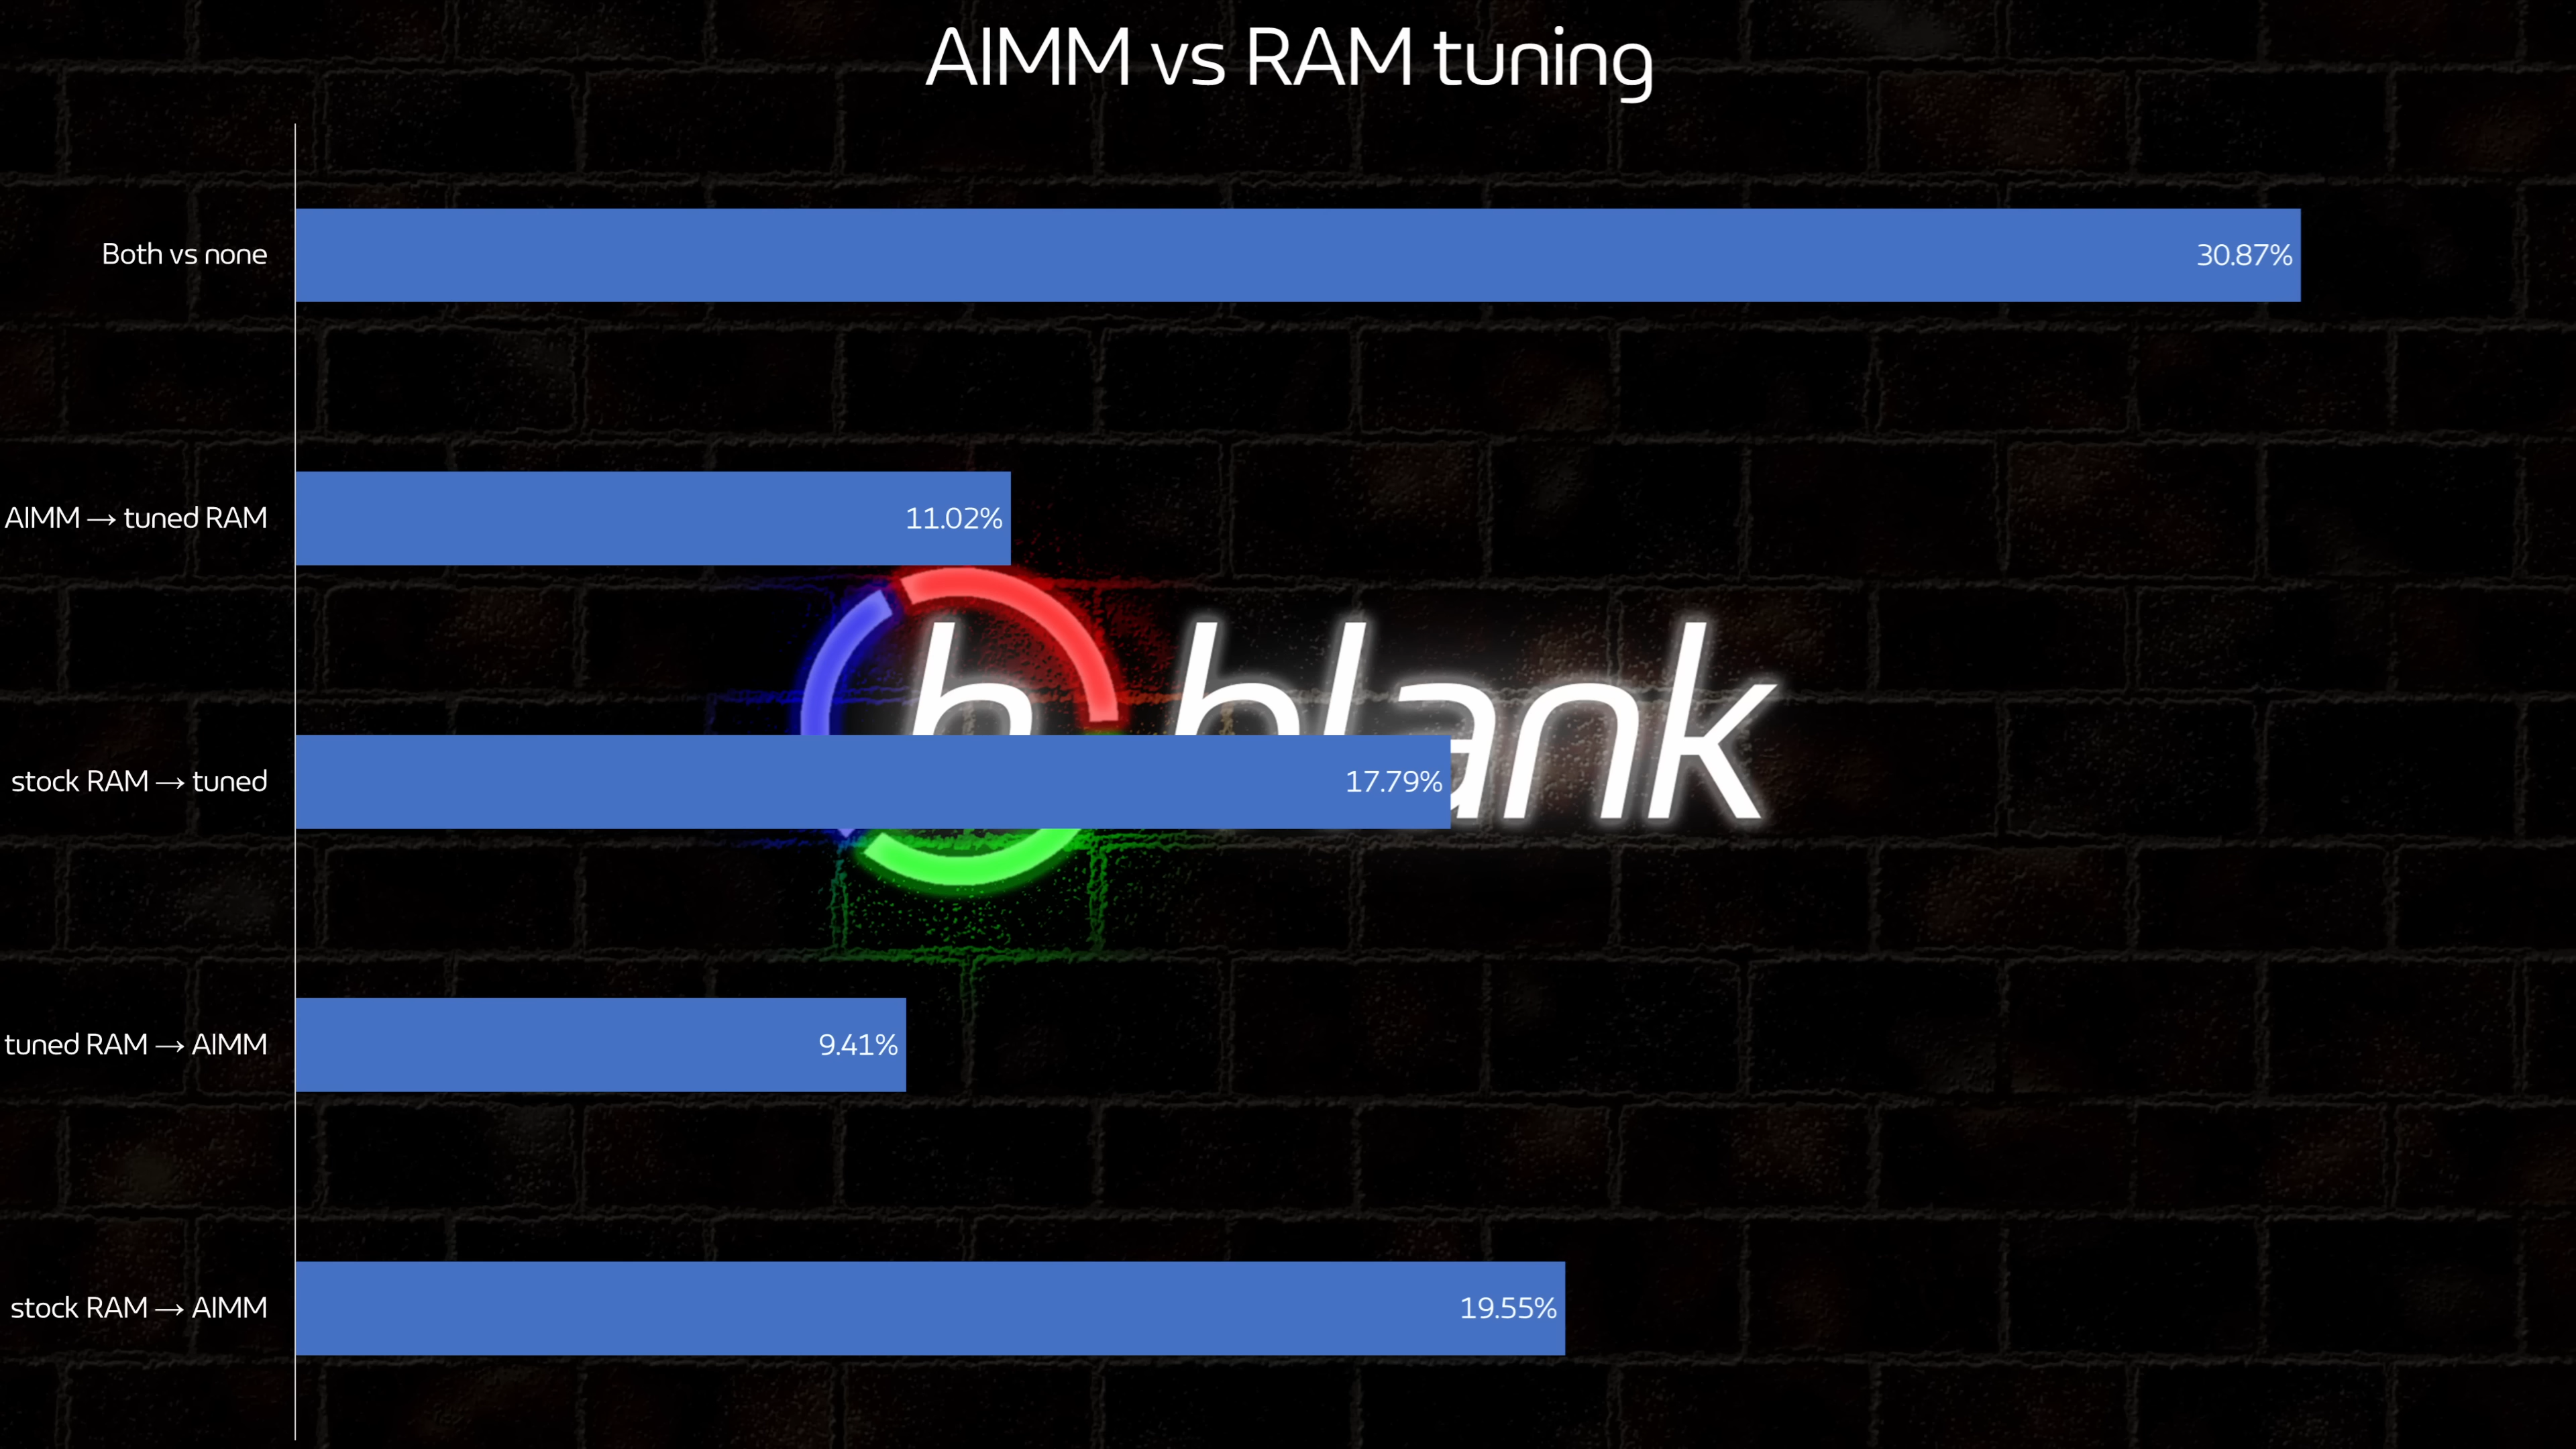 AIMM vs RAM tuning
Both vs none
30.87%
AIMM → tuned RAM
11.02%
b blank
stock RAM → tuned
17.79%
tuned RAM → AIMM
9.41%
stock RAM → AIMM
19.55%